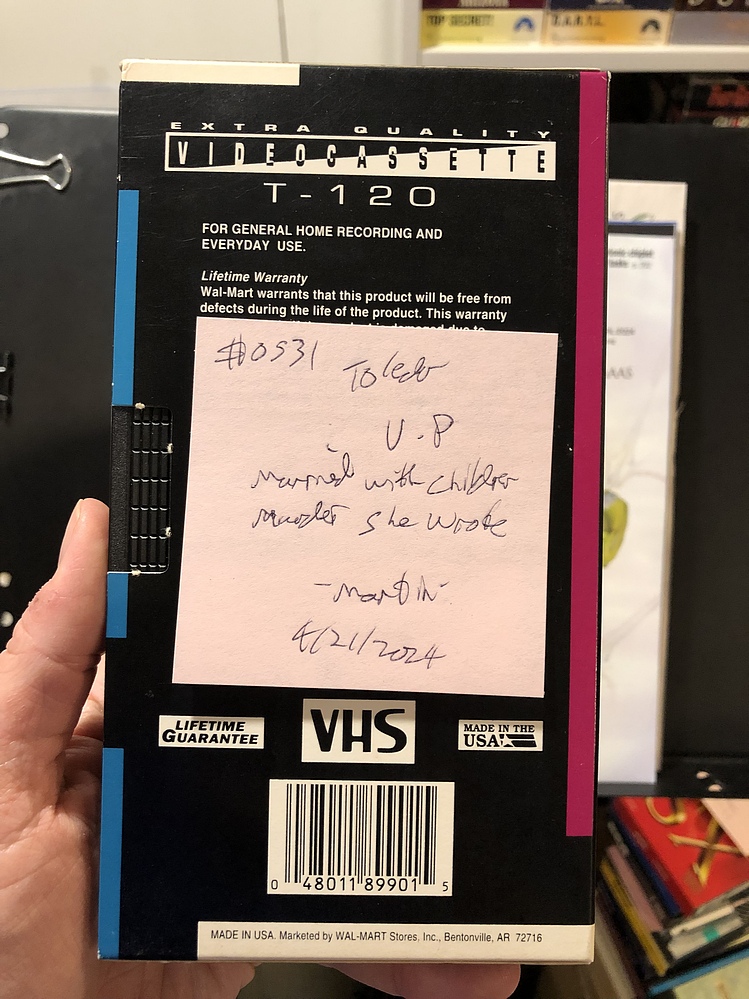 TOP SECRET!
EXTRA QUALITY
VIDEOCASSETTE
T-120
FOR GENERAL HOME RECORDING AND
EVERYDAY USE.
Lifetime Warranty
Wal-Mart warrants that this product will be free from
defects during the life of the product. This warranty
#0531 Toledo
U.P
Married with children
Murder She Wrote
-Martin-
4/21/2024
LIFETIME
GUARANTEE
VHS
MADE IN THE
USA
0 48011 89901 5
MADE IN USA. Marketed by WAL-MART Stores, Inc., Bentonville, AR 72716